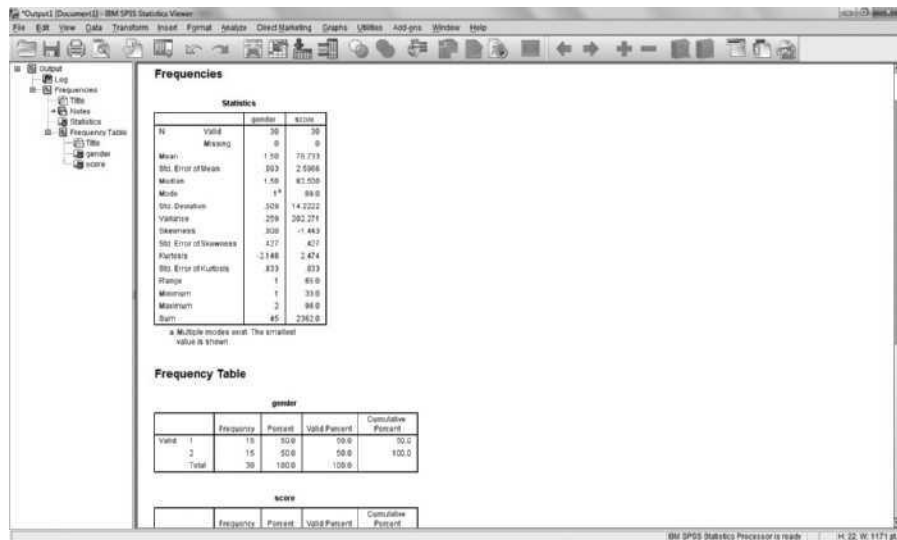 *Output1 [Document1] - IBM SPSS Statistics Viewer
File Edit View Data Transform Insert Format Analyze Direct Marketing Graphs Utilities Add-ons Window Help
Output
Log
Frequencies
Title
Notes
Statistics
Frequency Table
Title
gender
score
Frequencies
Statistics
gender score
N Valid 30 30
Missing 0 0
Mean 1.50 78.733
Std. Error of Mean .093 2.5966
Median 1.50 82.500
Mode 1a
Std. Deviation .509 14.2222
Variance .259 202.271
Skewness .000 -1.443
Std. Error of Skewness .427 .427
Kurtosis -2.148 2.474
Std. Error of Kurtosis .833 .833
Range 1 65.0
Minimum 1 33.0
Maximum 2 98.0
Sum 45 2362.0
a. Multiple modes exist. The smallest
value is shown
Frequency Table
gender
Frequency Percent Valid Percent Cumulative Percent
Valid 1 15 50.0 50.0 50.0
2 15 50.0 50.0 100.0
Total 30 100.0 100.0
score
Frequency Percent Valid Percent Cumulative Percent
IBM SPSS Statistics Processor is ready H: 22, W: 1171 pt